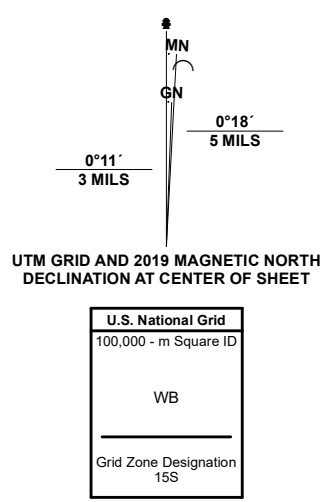 MN
GN
0°18´
5 MILS
0°11´
3 MILS
UTM GRID AND 2019 MAGNETIC NORTH
DECLINATION AT CENTER OF SHEET
U.S. National Grid
100,000 - m Square ID
WB
Grid Zone Designation
15S